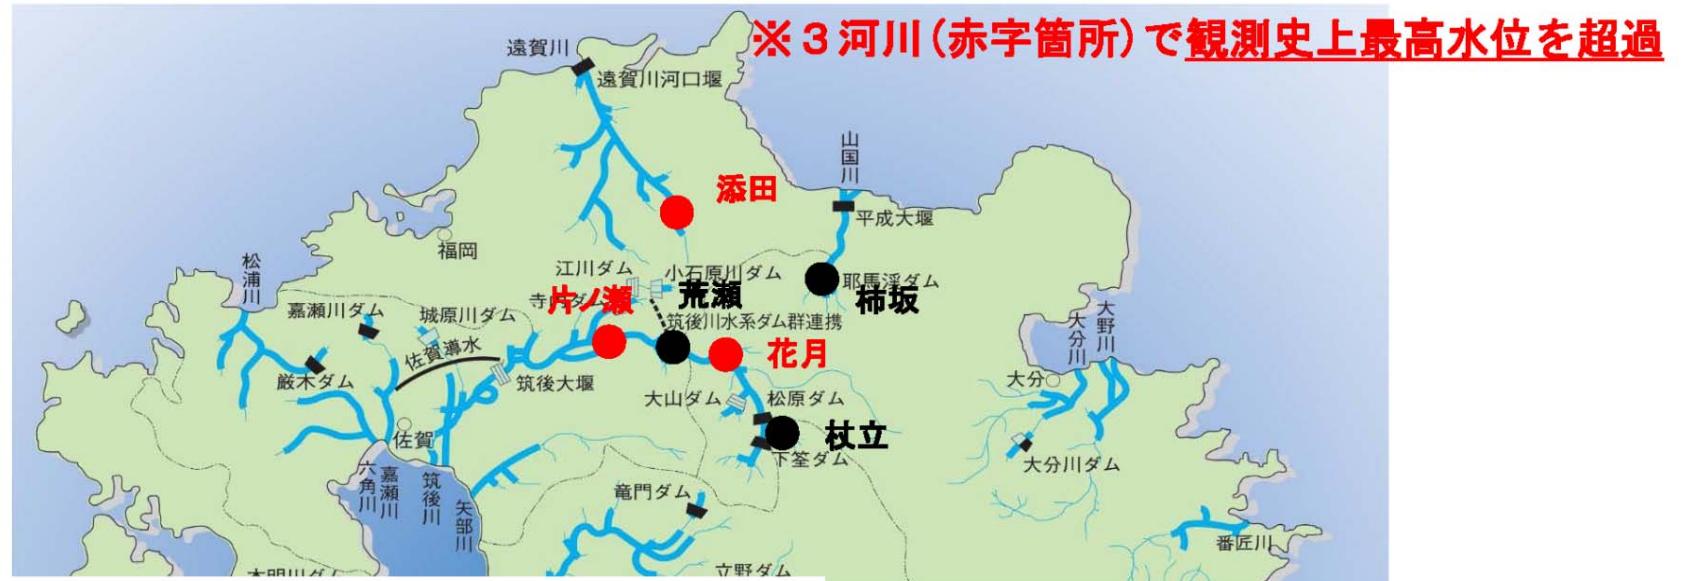 ※３河川(赤字箇所)で観測史上最高水位を超過
遠賀川
遠賀川河口堰
山国川
添田
平成大堰
福岡
松浦川
江川ダム
小石原川ダム
耶馬渓ダム
柿坂
荒瀬
片ノ瀬
嘉瀬川ダム
城原川ダム
筑後川水系ダム群連携
大野川
大分川
佐賀導水
花月
厳木ダム
筑後大堰
大分
大山ダム
松原ダム
佐賀
杖立
下筌ダム
大分川ダム
六角川
嘉瀬川
筑後川
矢部川
竜門ダム
番匠川
立野ダム